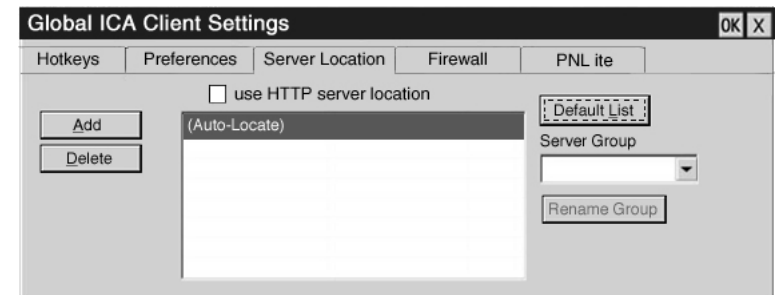 Global ICA Client Settings OK X
Hotkeys Preferences Server Location Firewall PNL ite
use HTTP server location
Add
Delete
(Auto-Locate)
Default List
Server Group
Rename Group